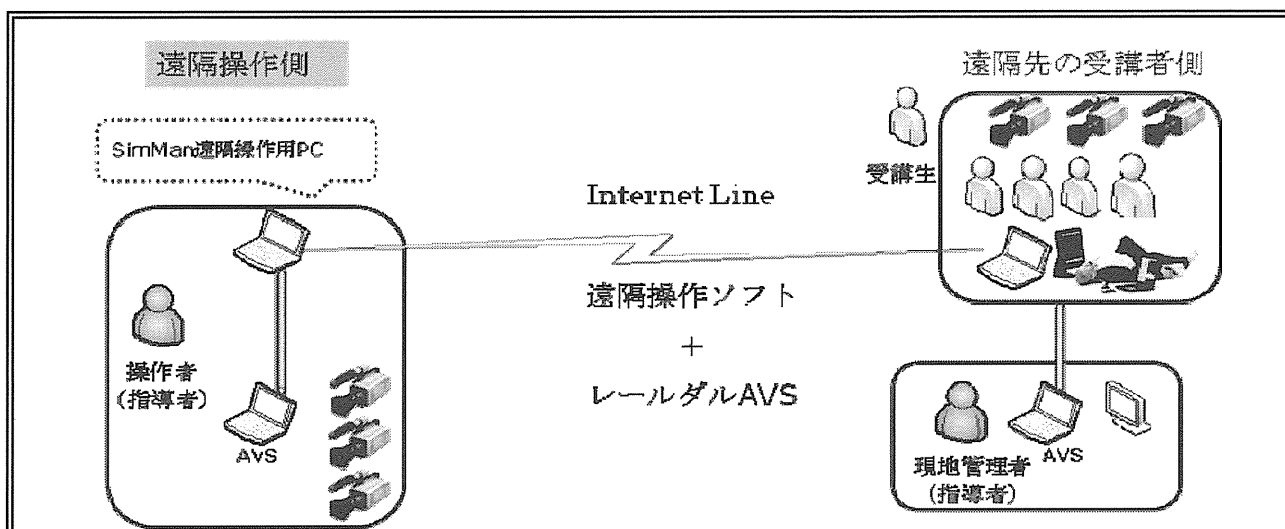 遠隔操作側
SimMan遠隔操作用PC
操作者
(指導者)
AVS
Internet Line
遠隔操作ソフト
+
レールダルAVS
遠隔先の受講者側
受講生
現地管理者
(指導者)
AVS